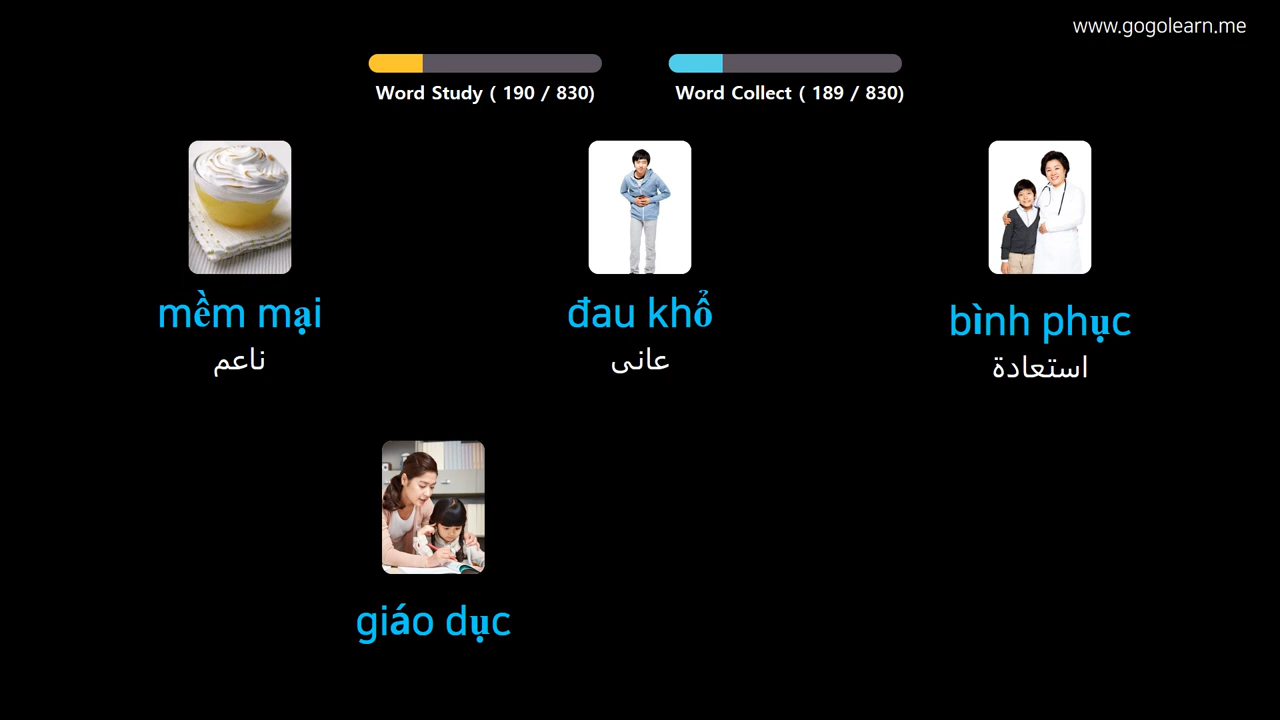 www.gogolearn.me
Word Study ( 190 / 830)
Word Collect ( 189 / 830)
mềm mại
ناعم
đau khổ
عانى
bình phục
استعادة
giáo dục